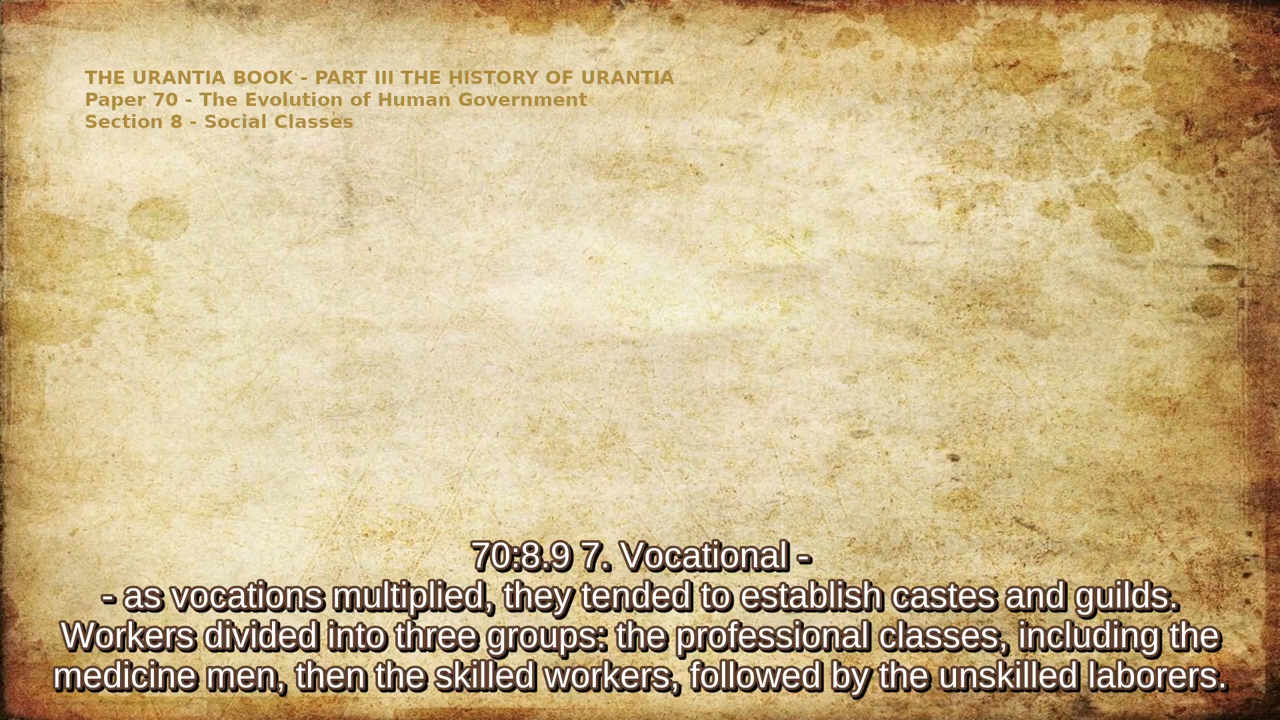 THE URANTIA BOOK - PART III THE HISTORY OF URANTIA
Paper 70 - The Evolution of Human Government
Section 8 - Social Classes
70:8.9 7. Vocational -
- as vocations multiplied, they tended to establish castes and guilds.
Workers divided into three groups: the professional classes, including the
medicine men, then the skilled workers, followed by the unskilled laborers.